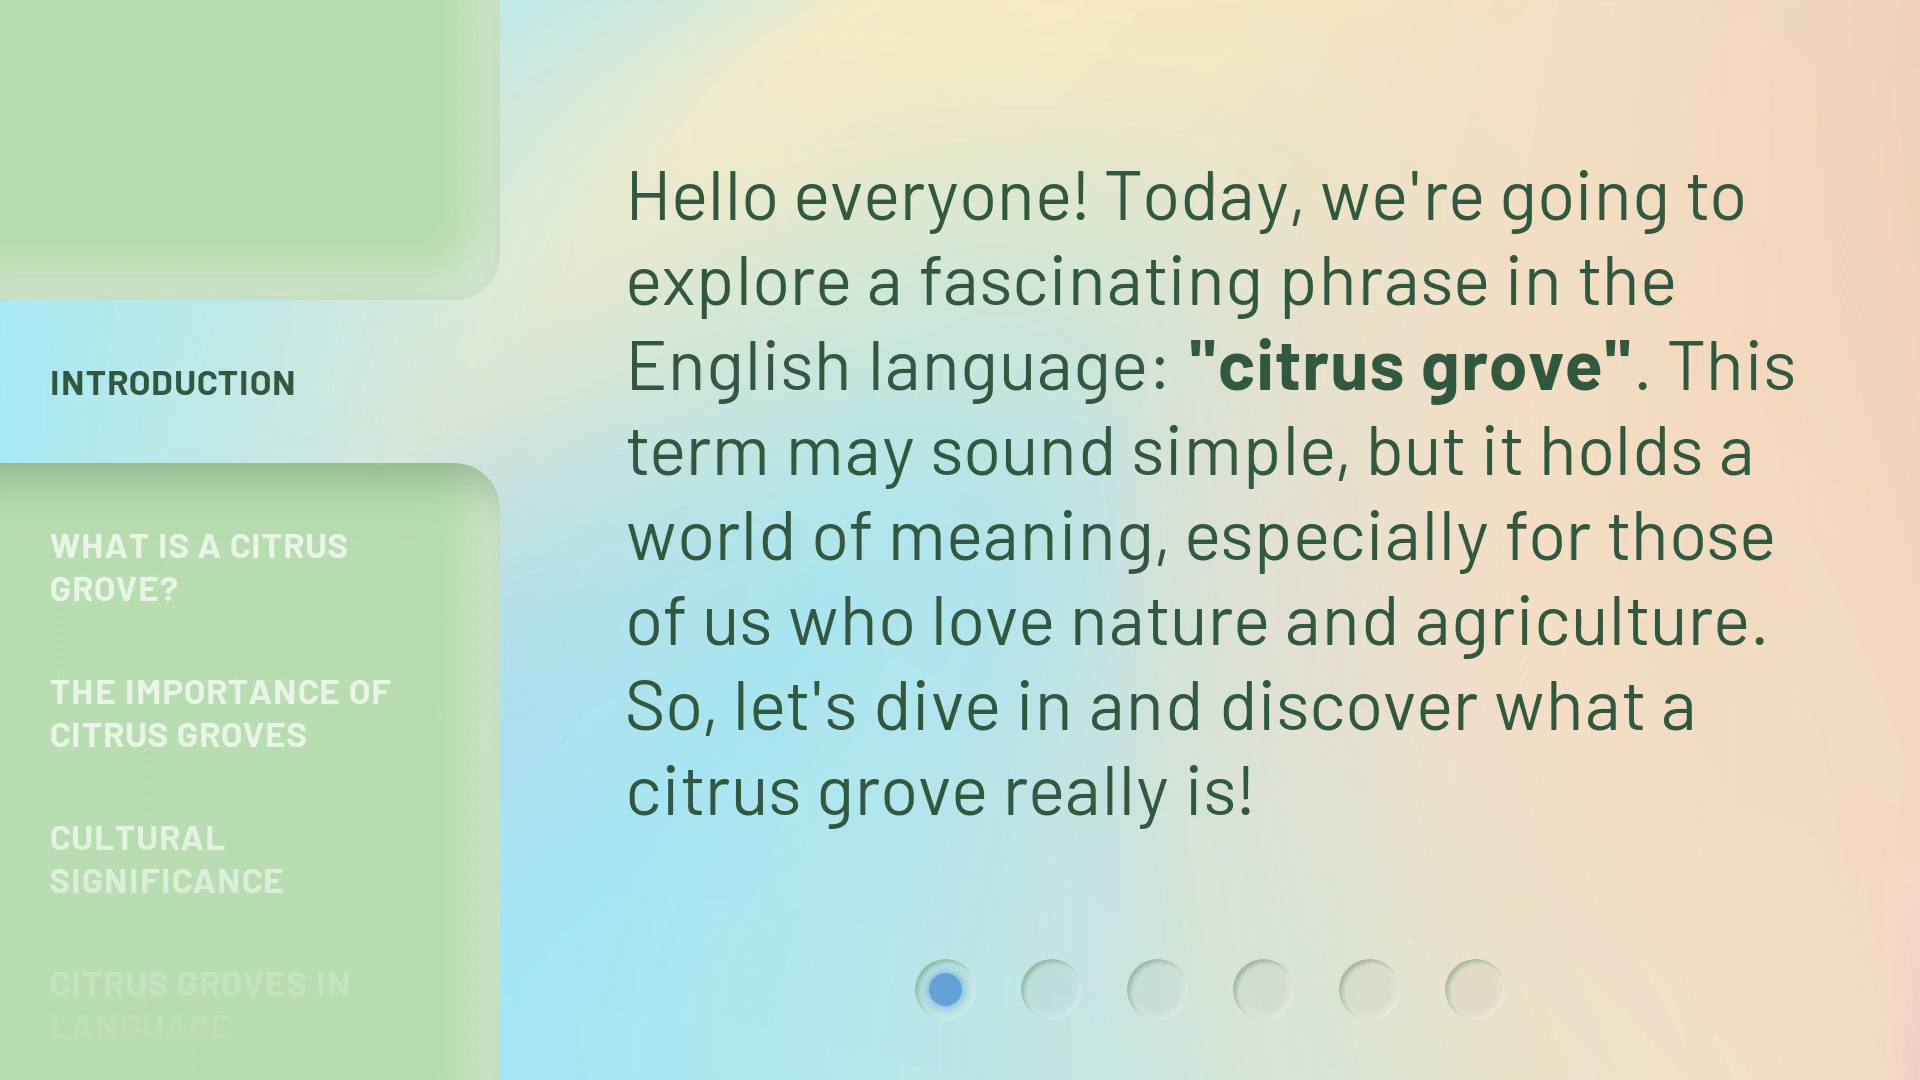 INTRODUCTION
WHAT IS A CITRUS
GROVE?
THE IMPORTANCE OF
CITRUS GROVES
CULTURAL
SIGNIFICANCE
CITRUS GROVES IN
LANGUAGE
Hello everyone! Today, we're going to
explore a fascinating phrase in the
English language: "citrus grove". This
term may sound simple, but it holds a
world of meaning, especially for those
of us who love nature and agriculture.
So, let's dive in and discover what a
citrus grove really is!